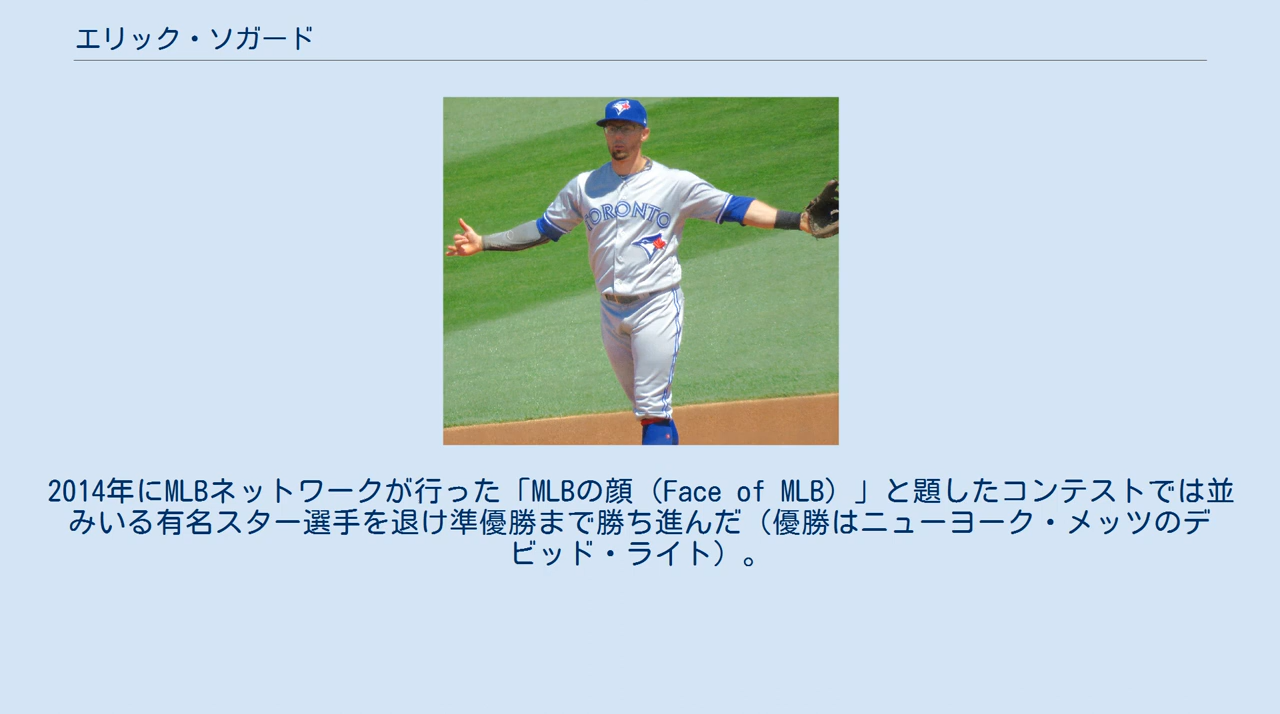 エリック・ソガード
TORONTO
2014年にMLBネットワークが行った「MLBの顔（Face of MLB）」と題したコンテストでは並
みいる有名スター選手を退け準優勝まで勝ち進んだ（優勝はニューヨーク・メッツのデ
ビッド・ライト）。